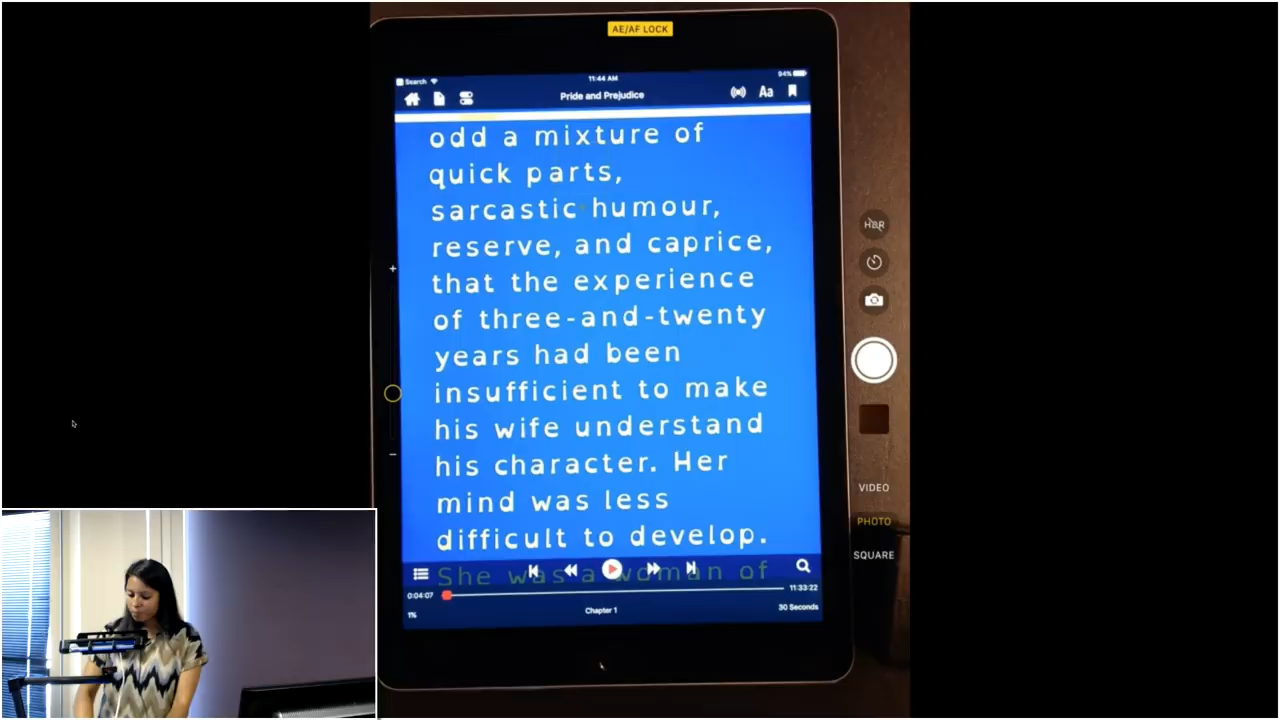 AE/AF LOCK
Search
11:44 AM
94%
Pride and Prejudice
Aa
odd a mixture of
quick parts,
sarcastic humour,
reserve, and caprice,
that the experience
of three-and-twenty
years had been
insufficient to make
his wife understand
his character. Her
mind was less
difficult to develop.
She was a woman of
0:04:07
11:33:22
1%
Chapter 1
30 Seconds
+
−
HDR
VIDEO
PHOTO
SQUARE